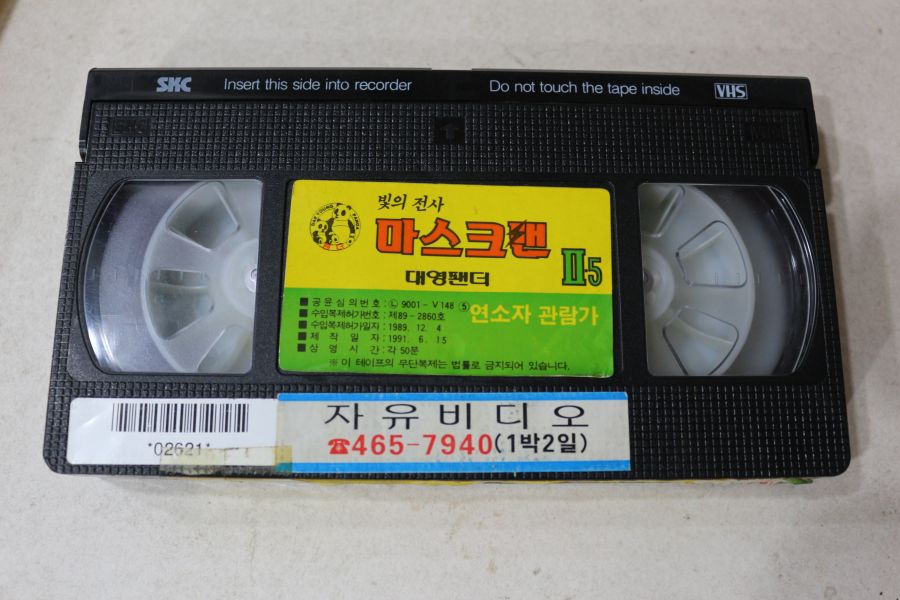 SKC Insert this side into recorder Do not touch the tape inside VHS
빛의 전사
마스크맨
대영팬더 II-5
■ 공윤심의번호 : Ⓛ 9001-V148 ⑤
■ 수입복제허가번호 : 제89-2860호
■ 수입복제허가일자 : 1989. 12. 4
■ 제작일자 : 1991. 6. 15
■ 상영시간 : 각 50분
연소자 관람가
※ 이 테이프의 무단복제는 법률로 금지되어 있습니다.
*02621*
자유비디오
☎465-7940(1박2일)